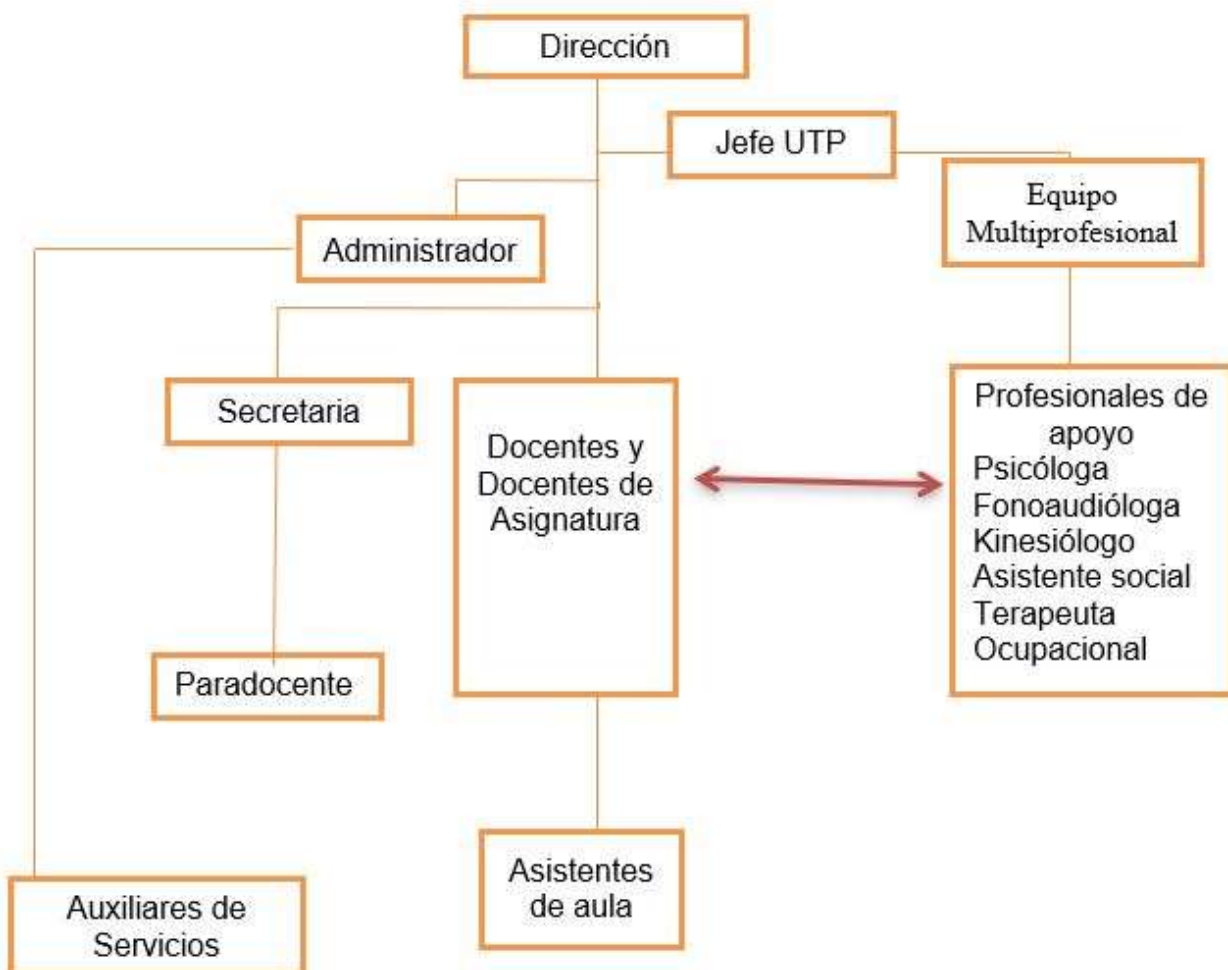 Dirección
Jefe UTP
Equipo
Multiprofesional
Administrador
Secretaria
Docentes y
Docentes de
Asignatura
Profesionales de
apoyo
Psicóloga
Fonoaudióloga
Kinesiólogo
Asistente social
Terapeuta
Ocupacional
Paradocente
Asistentes
de aula
Auxiliares de
Servicios